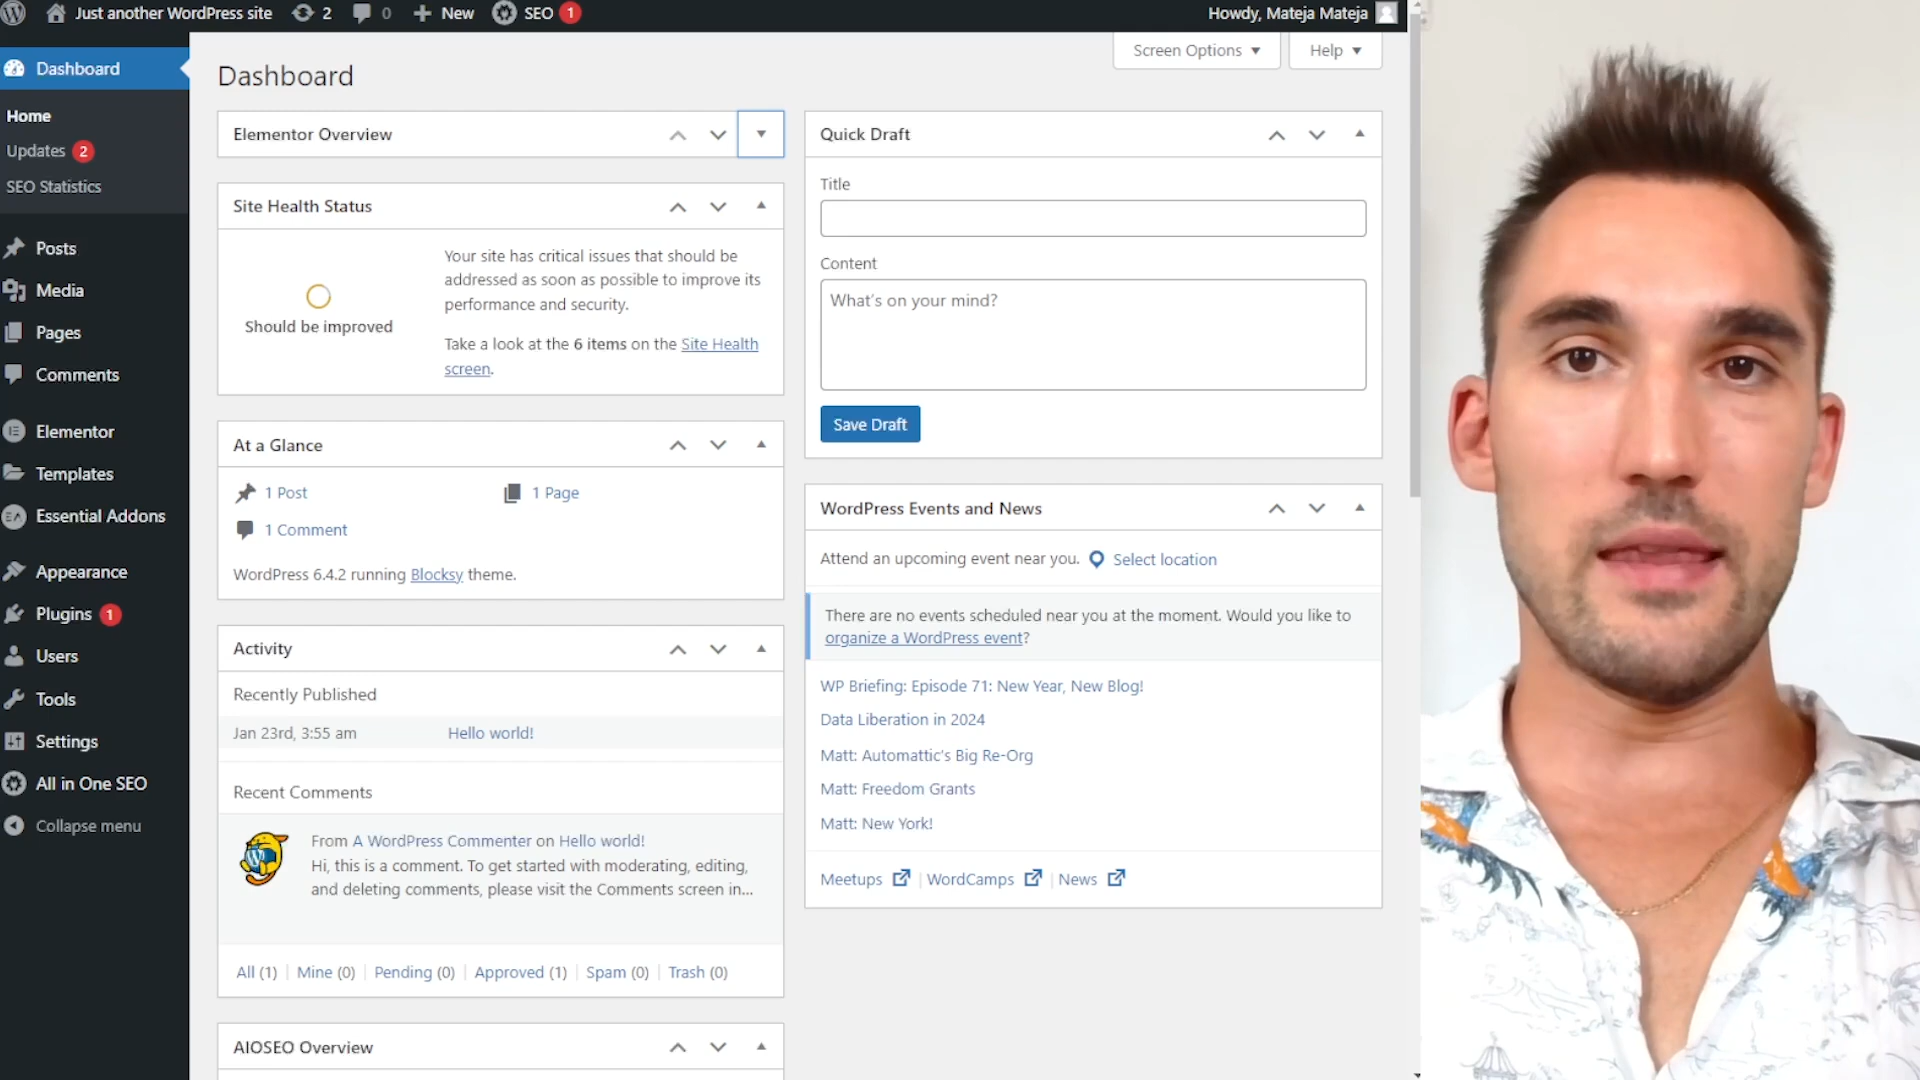 Just another WordPress site 2 0 New SEO 1 Howdy, Mateja Mateja
Dashboard
Home
Updates 2
SEO Statistics
Posts
Media
Pages
Comments
Elementor
Templates
Essential Addons
Appearance
Plugins 1
Users
Tools
Settings
All in One SEO
Collapse menu
Screen Options
Help
Dashboard
Elementor Overview
Site Health Status
Should be improved
Your site has critical issues that should be
addressed as soon as possible to improve its
performance and security.
Take a look at the 6 items on the Site Health
screen.
At a Glance
1 Post
1 Page
1 Comment
WordPress 6.4.2 running Blocksy theme.
Activity
Recently Published
Jan 23rd, 3:55 am Hello world!
Recent Comments
From A WordPress Commenter on Hello world!
Hi, this is a comment. To get started with moderating, editing,
and deleting comments, please visit the Comments screen in...
All (1) | Mine (0) | Pending (0) | Approved (1) | Spam (0) | Trash (0)
AIOSEO Overview
Quick Draft
Title
Content
What's on your mind?
Save Draft
WordPress Events and News
Attend an upcoming event near you. Select location
There are no events scheduled near you at the moment. Would you like to
organize a WordPress event?
WP Briefing: Episode 71: New Year, New Blog!
Data Liberation in 2024
Matt: Automattic's Big Re-Org
Matt: Freedom Grants
Matt: New York!
Meetups | WordCamps | News